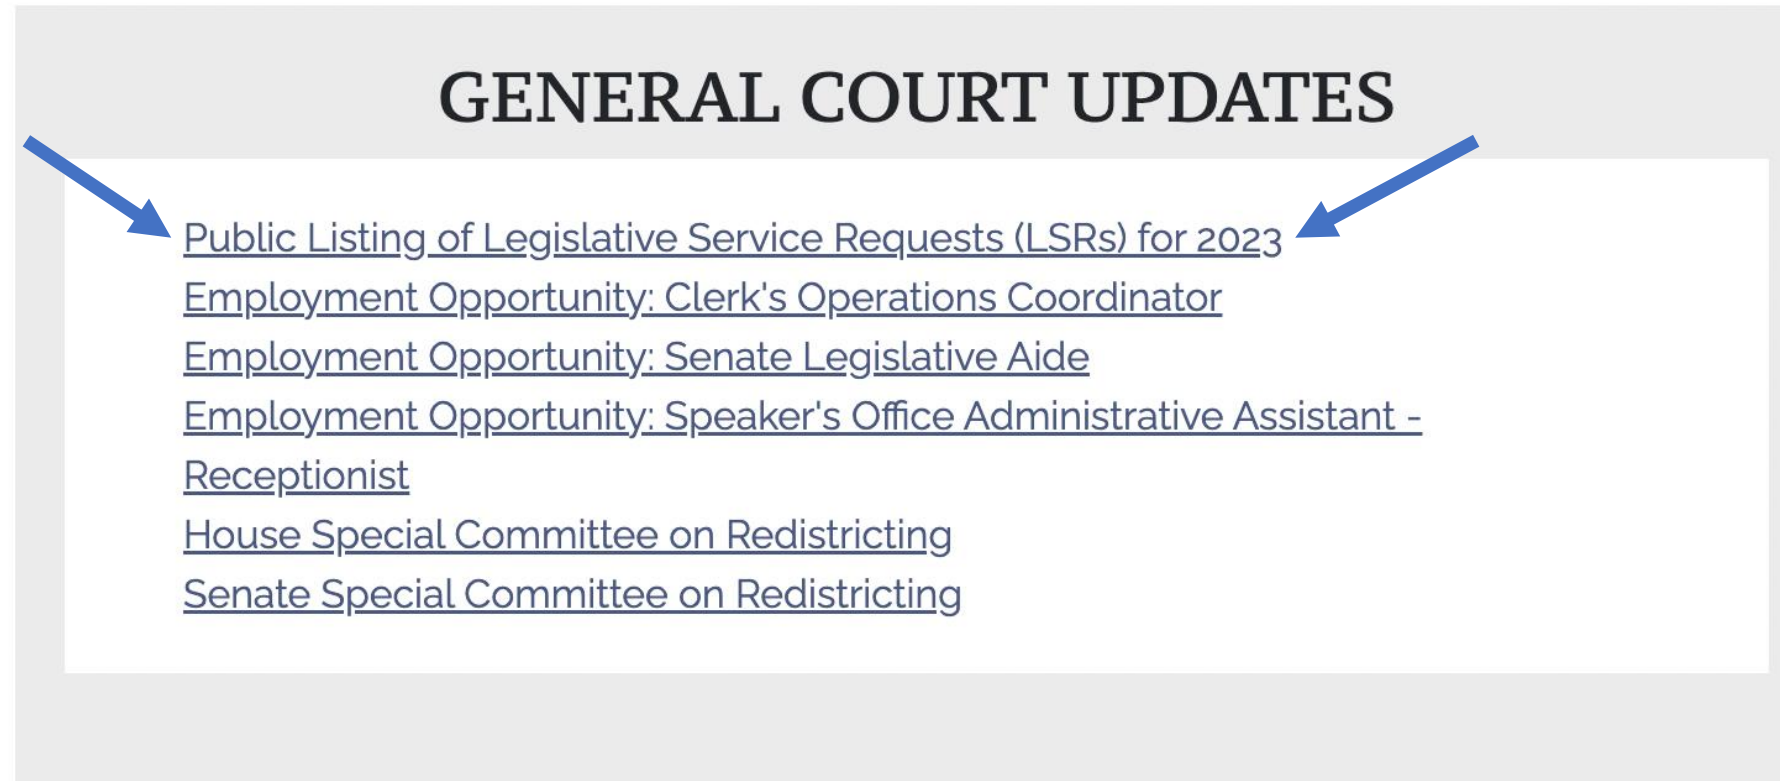 GENERAL COURT UPDATES
Public Listing of Legislative Service Requests (LSRs) for 2023
Employment Opportunity: Clerk's Operations Coordinator
Employment Opportunity: Senate Legislative Aide
Employment Opportunity: Speaker's Office Administrative Assistant -
Receptionist
House Special Committee on Redistricting
Senate Special Committee on Redistricting